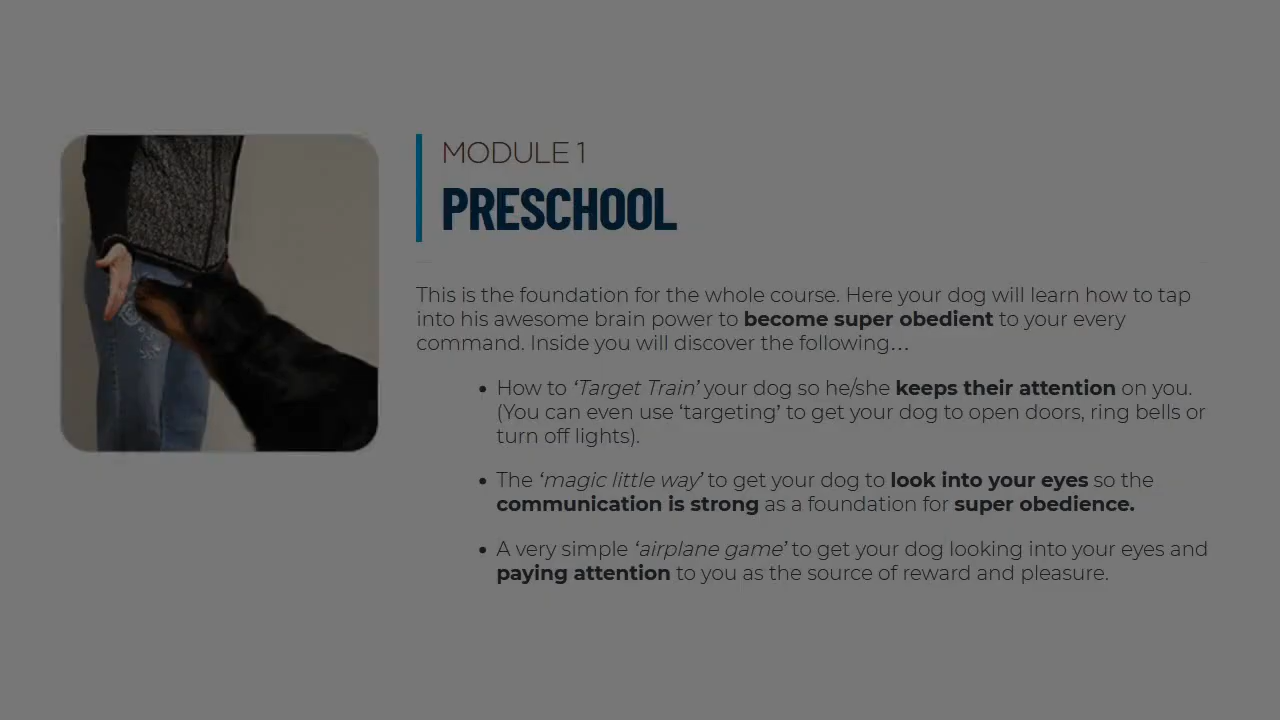 MODULE 1
PRESCHOOL
This is the foundation for the whole course. Here your dog will learn how to tap
into his awesome brain power to become super obedient to your every
command. Inside you will discover the following…
• How to ‘Target Train’ your dog so he/she keeps their attention on you.
(You can even use ‘targeting’ to get your dog to open doors, ring bells or
turn off lights).
• The ‘magic little way’ to get your dog to look into your eyes so the
communication is strong as a foundation for super obedience.
• A very simple ‘airplane game’ to get your dog looking into your eyes and
paying attention to you as the source of reward and pleasure.